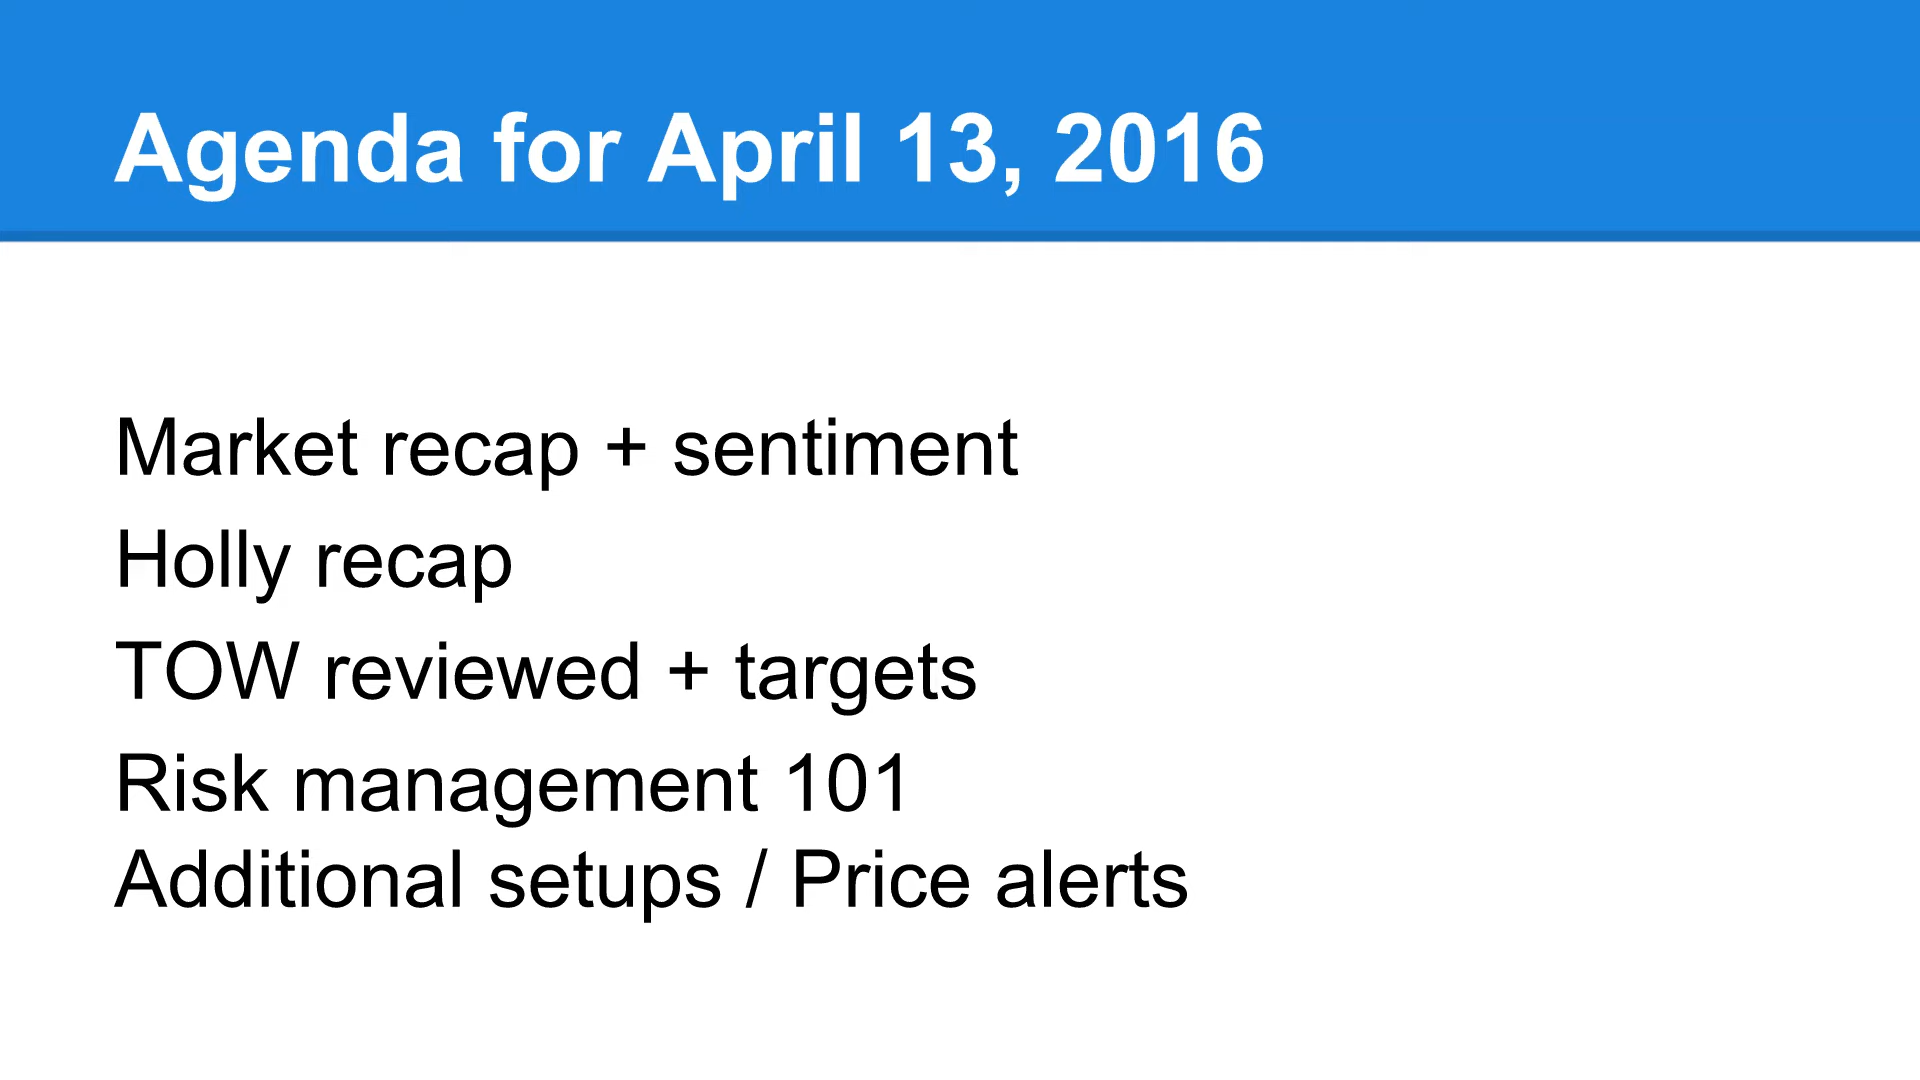 Agenda for April 13, 2016
Market recap + sentiment
Holly recap
TOW reviewed + targets
Risk management 101
Additional setups / Price alerts